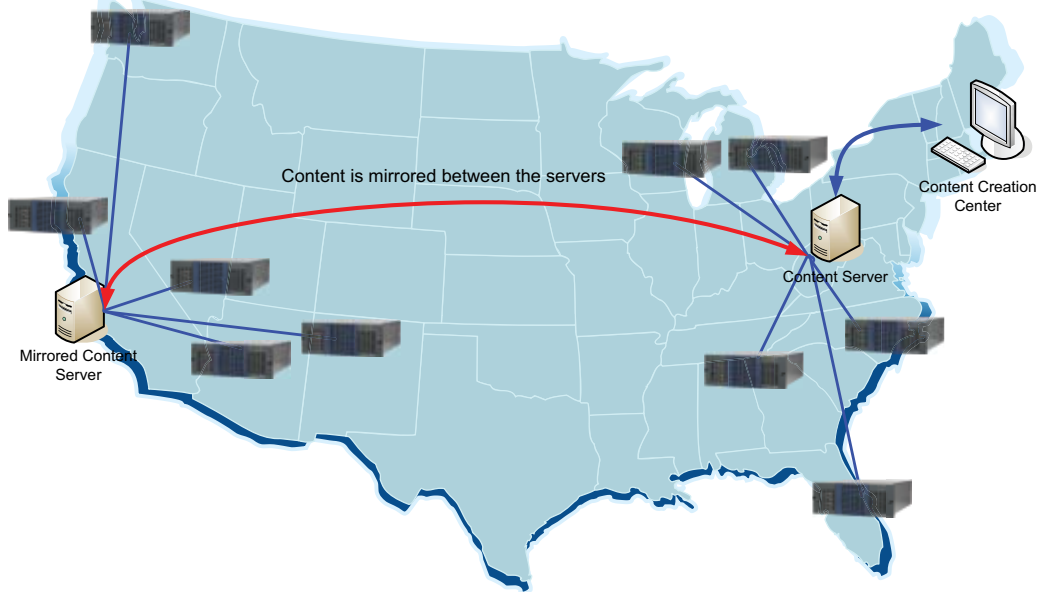 Content is mirrored between the servers
Content Creation
Center
Content Server
Mirrored Content
Server